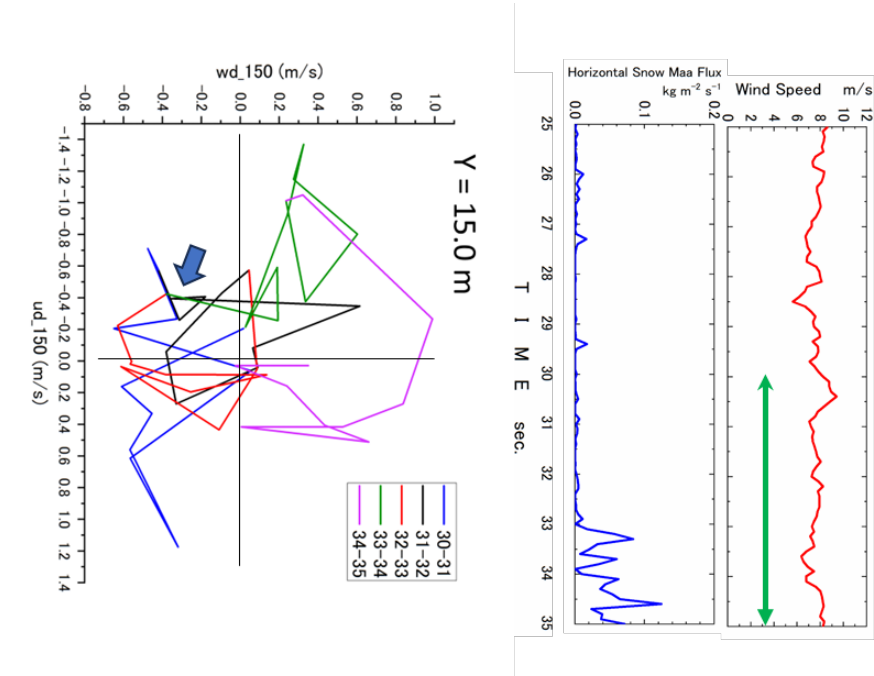 wd_150 (m/s)
-0.8 -0.6 -0.4 -0.2 0.0 0.2 0.4 0.6 0.8 1.0
-1.4 -1.2 -1.0 -0.8 -0.6 -0.4 -0.2 0.0 0.2 0.4 0.6 0.8 1.0 1.2 1.4
ud_150 (m/s)
Y = 15.0 m
30-31
31-32
32-33
33-34
34-35
T I M E sec.
25 26 27 28 29 30 31 32 33 34 35
Horizontal Snow Maa Flux
kg m⁻² s⁻¹
0.0 0.1 0.2
Wind Speed m/s
0 2 4 6 8 10 12